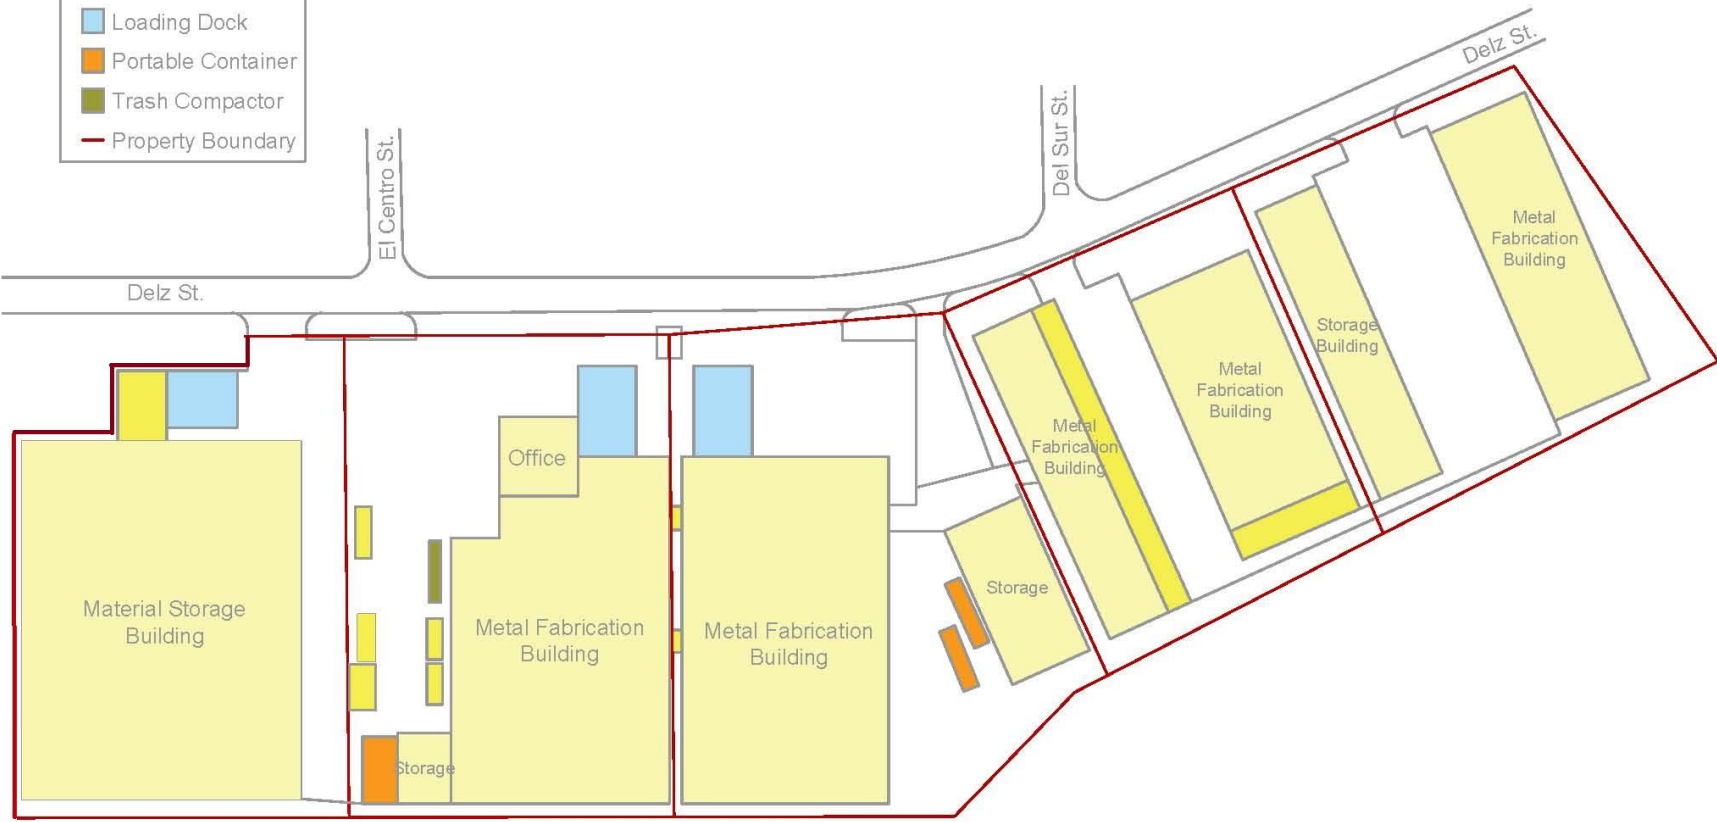 Loading Dock
Portable Container
Trash Compactor
Property Boundary
El Centro St.
Del Sur St.
Delz St.
Delz St.
Metal
Fabrication
Building
Storage
Building
Metal
Fabrication
Building
Metal
Fabrication
Building
Office
Storage
Material Storage
Building
Metal Fabrication
Building
Metal Fabrication
Building
Storage